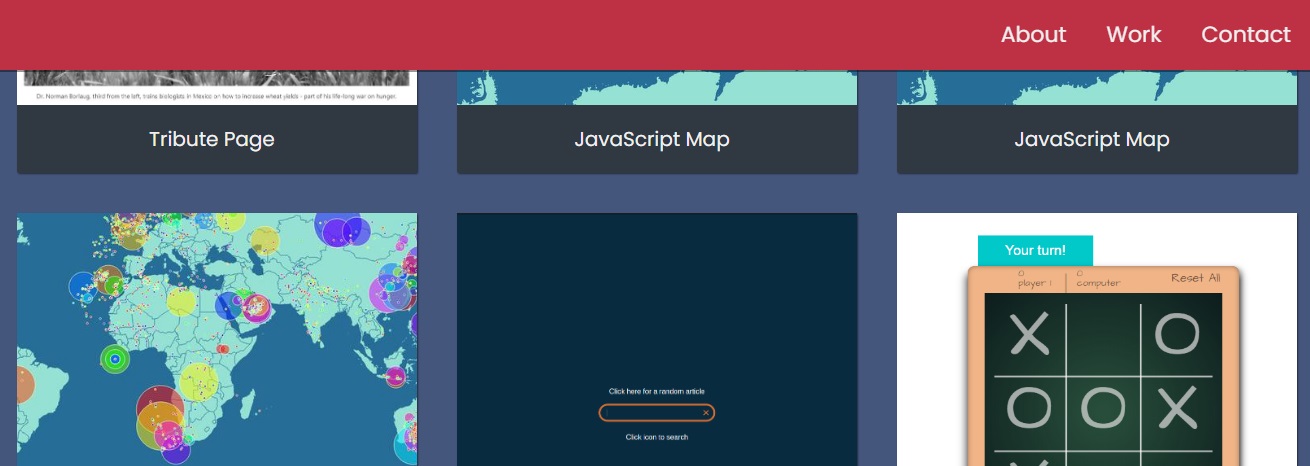 About Work Contact
Dr. Norman Borlaug, third from the left, trains biologists in Mexico on how to increase wheat yields - part of his life-long war on hunger.
Tribute Page
JavaScript Map
JavaScript Map
Click here for a random article
Click icon to search
Your turn!
0 0
player 1 computer Reset All
X O
O O X